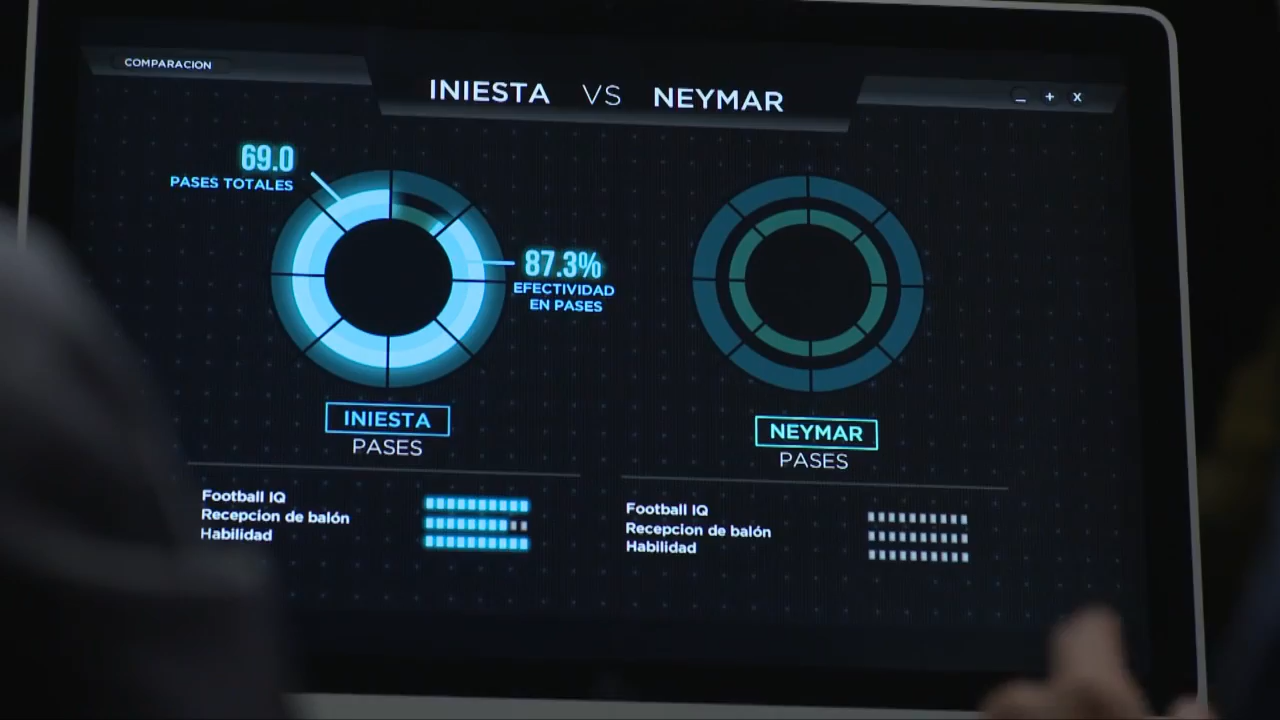 COMPARACION
INIESTA VS NEYMAR
_ + x
69.0
PASES TOTALES
87.3%
EFECTIVIDAD
EN PASES
INIESTA
PASES
NEYMAR
PASES
Football IQ
Recepcion de balón
Habilidad
Football IQ
Recepcion de balón
Habilidad